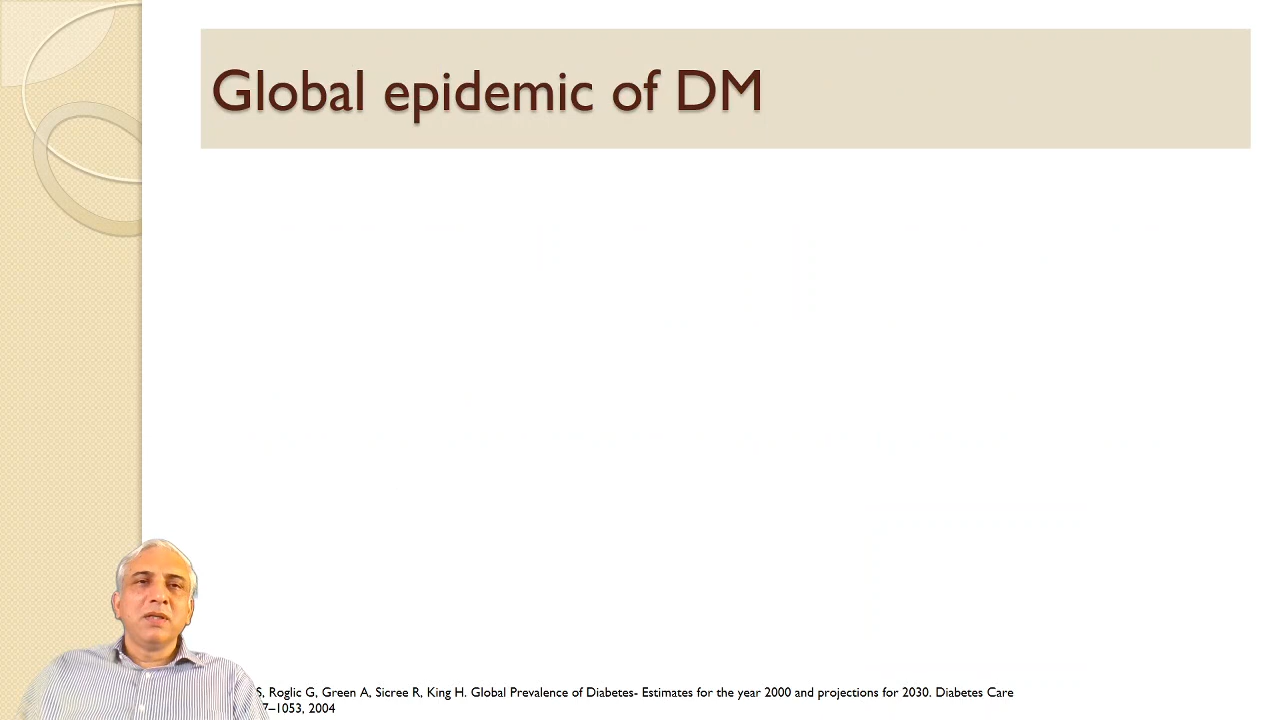 Global epidemic of DM
S, Roglic G, Green A, Sicree R, King H. Global Prevalence of Diabetes- Estimates for the year 2000 and projections for 2030. Diabetes Care
7–1053, 2004